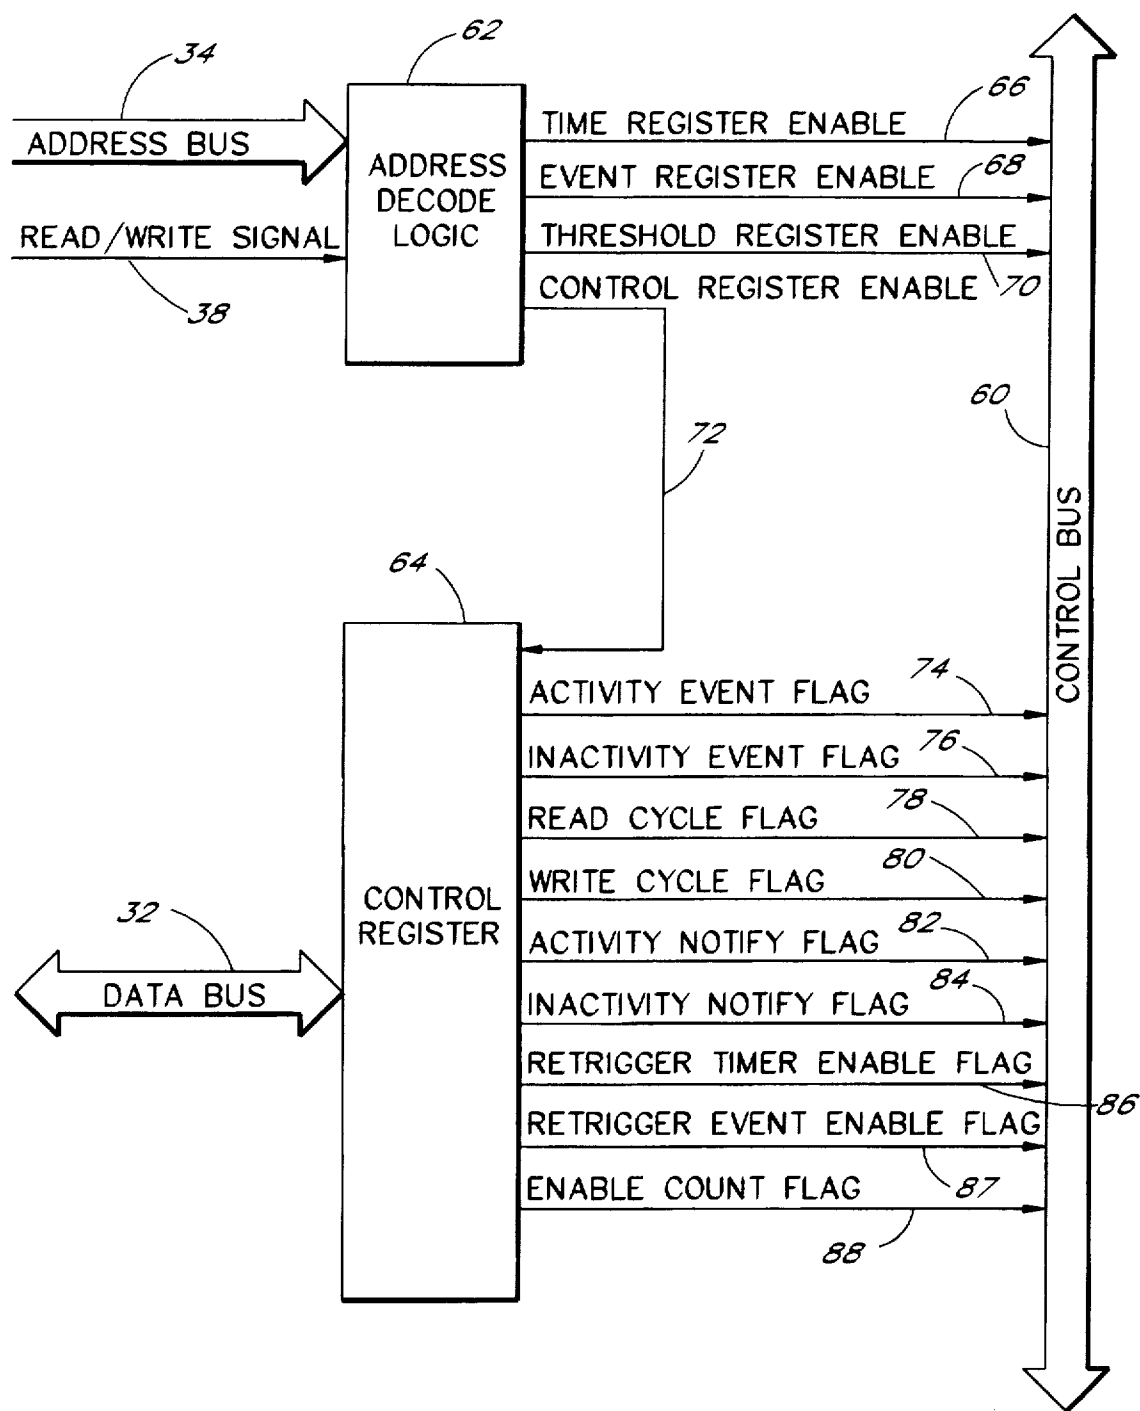 34
62
ADDRESS BUS
READ/WRITE SIGNAL
38
ADDRESS
DECODE
LOGIC
TIME REGISTER ENABLE
66
EVENT REGISTER ENABLE
68
THRESHOLD REGISTER ENABLE
70
CONTROL REGISTER ENABLE
72
60
CONTROL BUS
64
CONTROL
REGISTER
32
DATA BUS
ACTIVITY EVENT FLAG
74
INACTIVITY EVENT FLAG
76
READ CYCLE FLAG
78
WRITE CYCLE FLAG
80
ACTIVITY NOTIFY FLAG
82
INACTIVITY NOTIFY FLAG
84
RETRIGGER TIMER ENABLE FLAG
86
RETRIGGER EVENT ENABLE FLAG
87
ENABLE COUNT FLAG
88